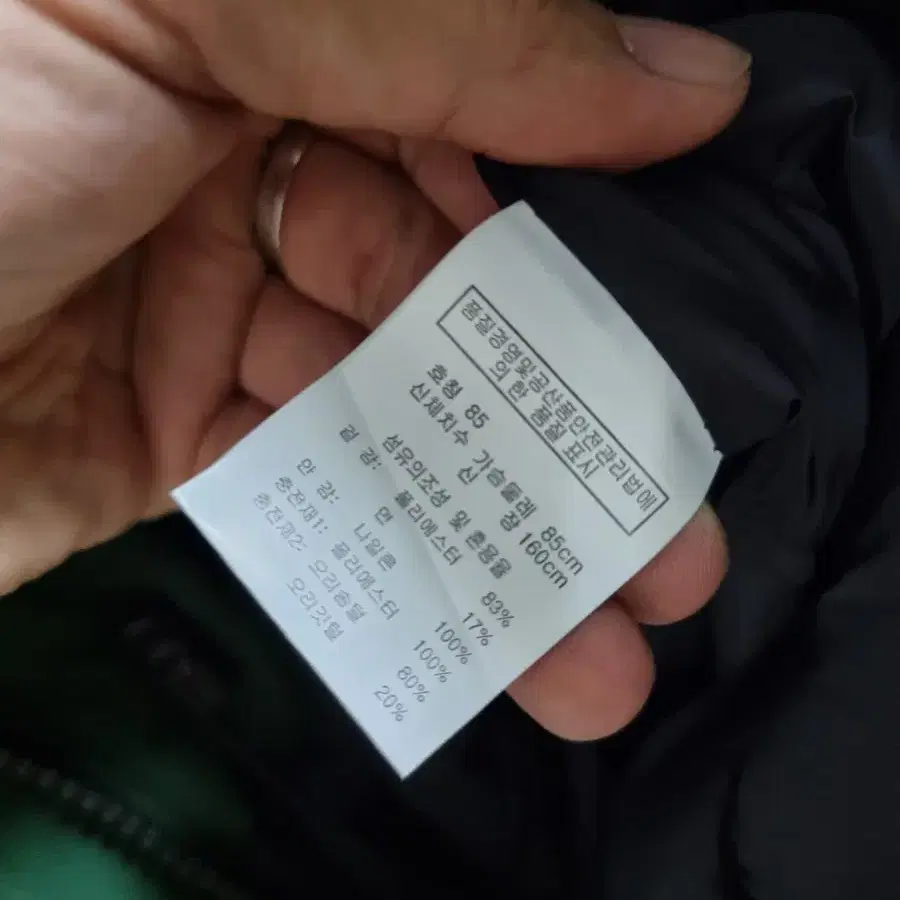 품질경영및공산품안전관리법에
의 한 품질 표시
호칭 85
신체치수 가슴둘레 85cm
신 장 160cm
섬유의조성 및 혼용율
겉 감: 폴리에스터 83%
면 17%
안 감: 나일론 100%
충전재1: 폴리에스터 100%
충전재2: 오리솜털 80%
오리깃털 20%